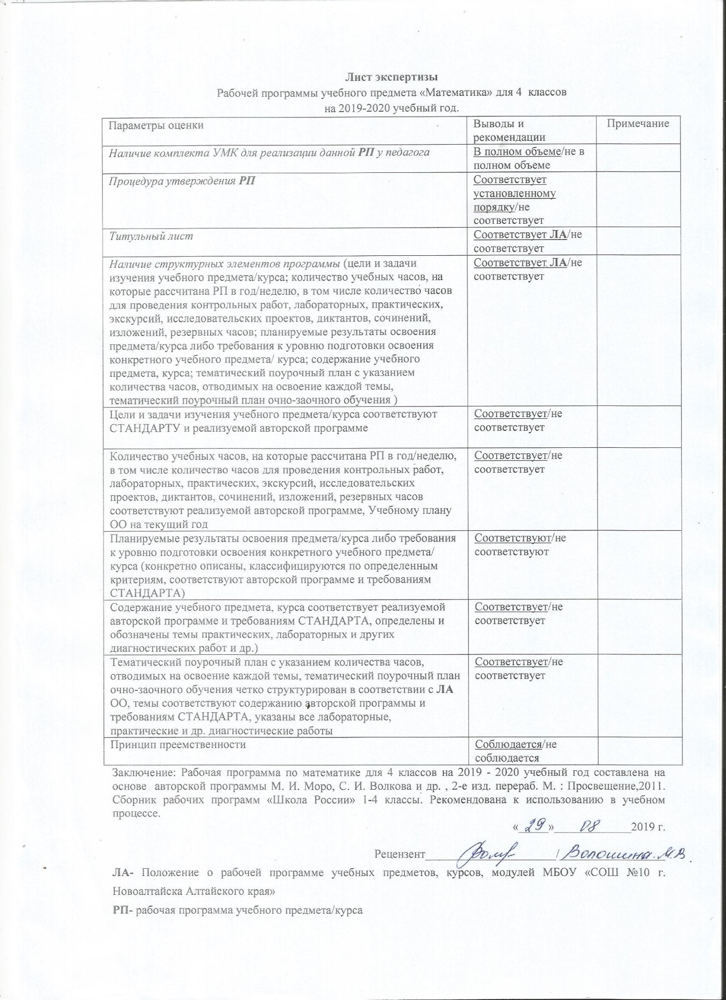 Лист экспертизы
Рабочей программы учебного предмета «Математика» для 4 классов
на 2019-2020 учебный год.
Параметры оценки
Выводы и
рекомендации
Примечание
Наличие комплекта УМК для реализации данной РП у педагога
В полном объеме/не в
полном объеме
Процедура утверждения РП
Соответствует
установленному
порядку/не
соответствует
Титульный лист
Соответствует ЛА/не
соответствует
Наличие структурных элементов программы (цели и задачи
изучения учебного предмета/курса; количество учебных часов, на
которые рассчитана РП в год/неделю, в том числе количество часов
для проведения контрольных работ, лабораторных, практических,
экскурсий, исследовательских проектов, диктантов, сочинений,
изложений, резервных часов; планируемые результаты освоения
предмета/курса либо требования к уровню подготовки освоения
конкретного учебного предмета/ курса; содержание учебного
предмета, курса; тематический поурочный план с указанием
количества часов, отводимых на освоение каждой темы,
тематический поурочный план очно-заочного обучения )
Соответствует ЛА/не
соответствует
Цели и задачи изучения учебного предмета/курса соответствуют
СТАНДАРТУ и реализуемой авторской программе
Соответствует/не
соответствует
Количество учебных часов, на которые рассчитана РП в год/неделю,
в том числе количество часов для проведения контрольных работ,
лабораторных, практических, экскурсий, исследовательских
проектов, диктантов, сочинений, изложений, резервных часов
соответствуют реализуемой авторской программе, Учебному плану
ОО на текущий год
Соответствует/не
соответствует
Планируемые результаты освоения предмета/курса либо требования
к уровню подготовки освоения конкретного учебного предмета/
курса (конкретно описаны, классифицируются по определенным
критериям, соответствуют авторской программе и требованиям
СТАНДАРТА)
Соответствуют/не
соответствуют
Содержание учебного предмета, курса соответствует реализуемой
авторской программе и требованиям СТАНДАРТА, определены и
обозначены темы практических, лабораторных и других
диагностических работ и др.)
Соответствует/не
соответствует
Тематический поурочный план с указанием количества часов,
отводимых на освоение каждой темы, тематический поурочный план
очно-заочного обучения четко структурирован в соответствии с ЛА
ОО, темы соответствуют содержанию авторской программы и
требованиям СТАНДАРТА, указаны все лабораторные,
практические и др. диагностические работы
Соответствует/не
соответствует
Принцип преемственности
Соблюдается/не
соблюдается
Заключение: Рабочая программа по математике для 4 классов на 2019 - 2020 учебный год составлена на
основе авторской программы М. И. Моро, С. И. Волкова и др. , 2-е изд. перераб. М. : Просвещение,2011.
Сборник рабочих программ «Школа России» 1-4 классы. Рекомендована к использованию в учебном
процессе.
«29» 08 2019 г.
Рецензент / Волошина.М.В
ЛА- Положение о рабочей программе учебных предметов, курсов, модулей МБОУ «СОШ №10 г.
Новоалтайска Алтайского края»
РП- рабочая программа учебного предмета/курса